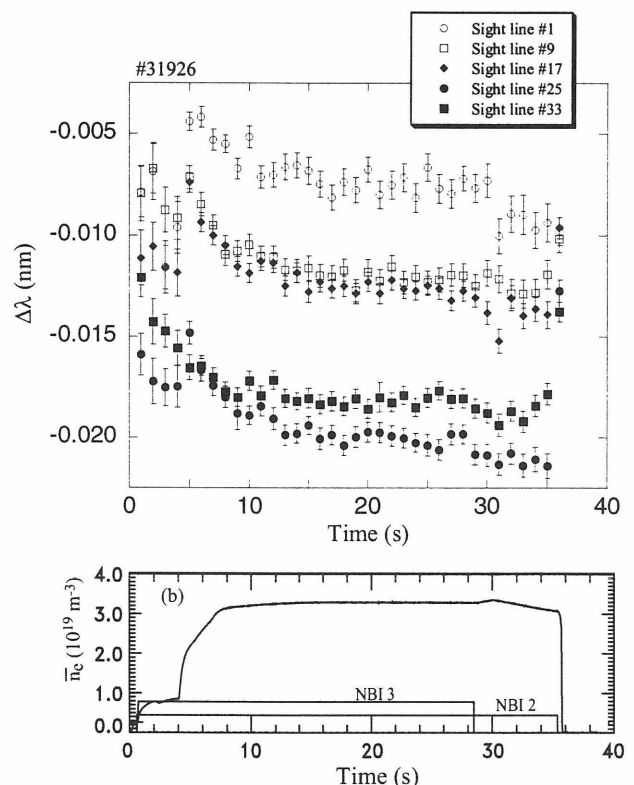 Sight line #1
Sight line #9
Sight line #17
Sight line #25
Sight line #33
#31926
-0.005
-0.010
-0.015
-0.020
Δλ (nm)
0 10 20 30 40
Time (s)
(b)
4.0
3.0
2.0
1.0
0.0
n̅e (10^19 m^-3)
NBI 3
NBI 2
0 10 20 30 40
Time (s)